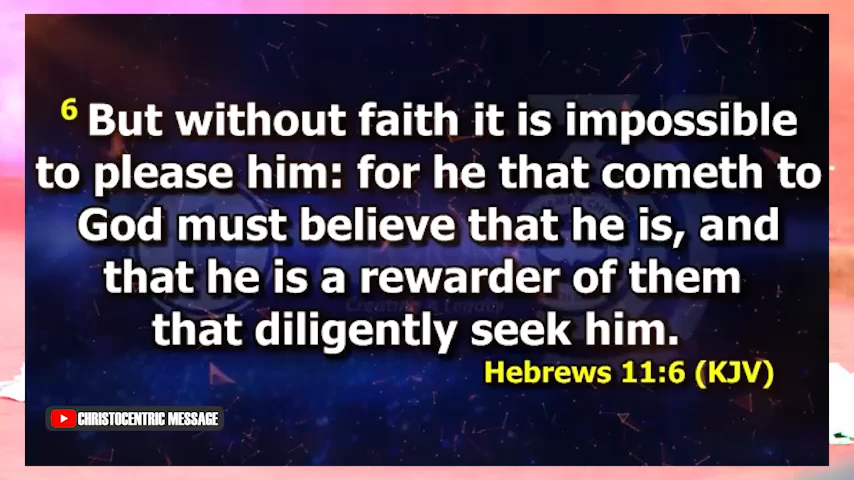 6 But without faith it is impossible
to please him: for he that cometh to
God must believe that he is, and
that he is a rewarder of them
that diligently seek him.
Hebrews 11:6 (KJV)
CHRISTOCENTRIC MESSAGE